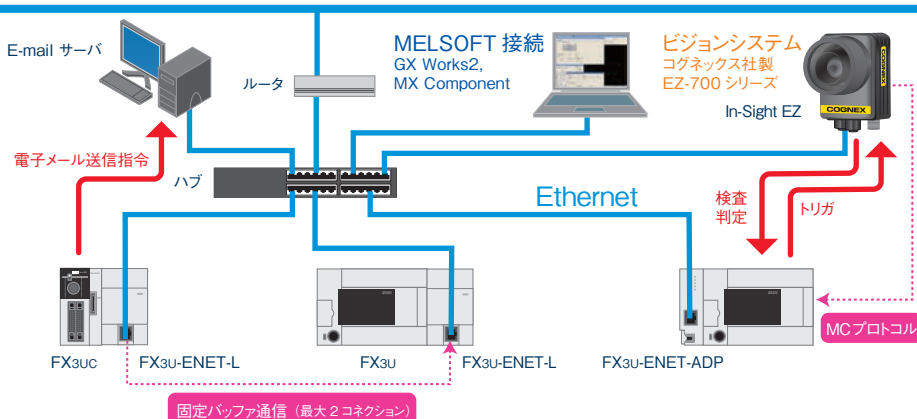 E-mail サーバ
ルータ
MELSOFT 接続
GX Works2,
MX Component
ビジョンシステム
コグネックス社製
EZ-700 シリーズ
In-Sight EZ
COGNEX
COGNEX
電子メール送信指令
ハブ
Ethernet
検査
判定
トリガ
MCプロトコル
FX3UC
FX3U-ENET-L
FX3U
FX3U-ENET-L
FX3U-ENET-ADP
固定バッファ通信（最大2コネクション）